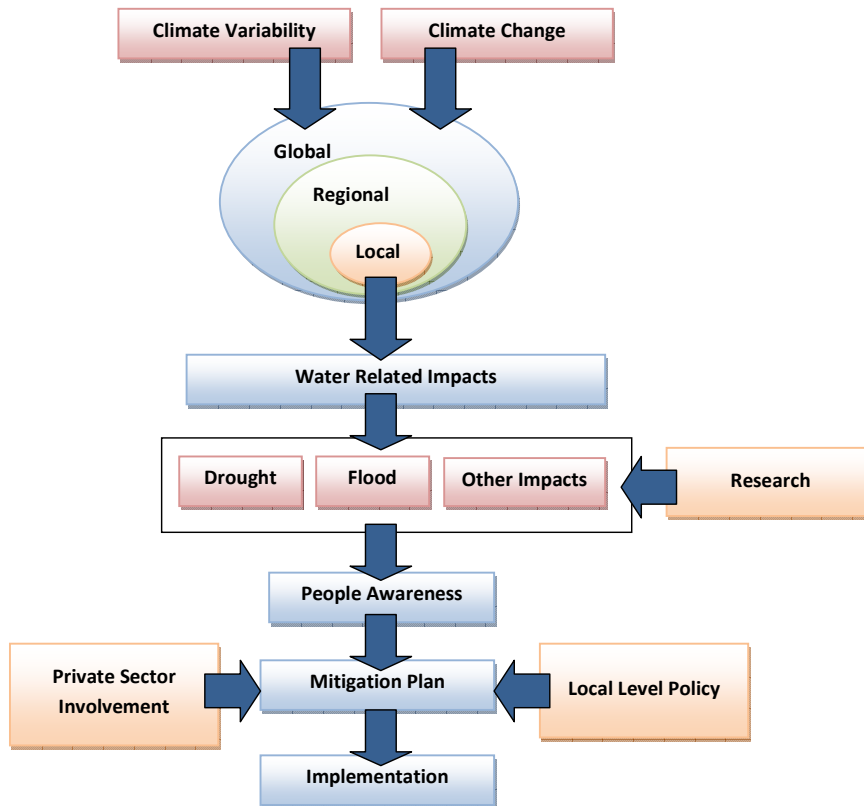 Climate Variability
Climate Change
Global
Regional
Local
Water Related Impacts
Drought
Flood
Other Impacts
Research
People Awareness
Private Sector
Involvement
Mitigation Plan
Local Level Policy
Implementation